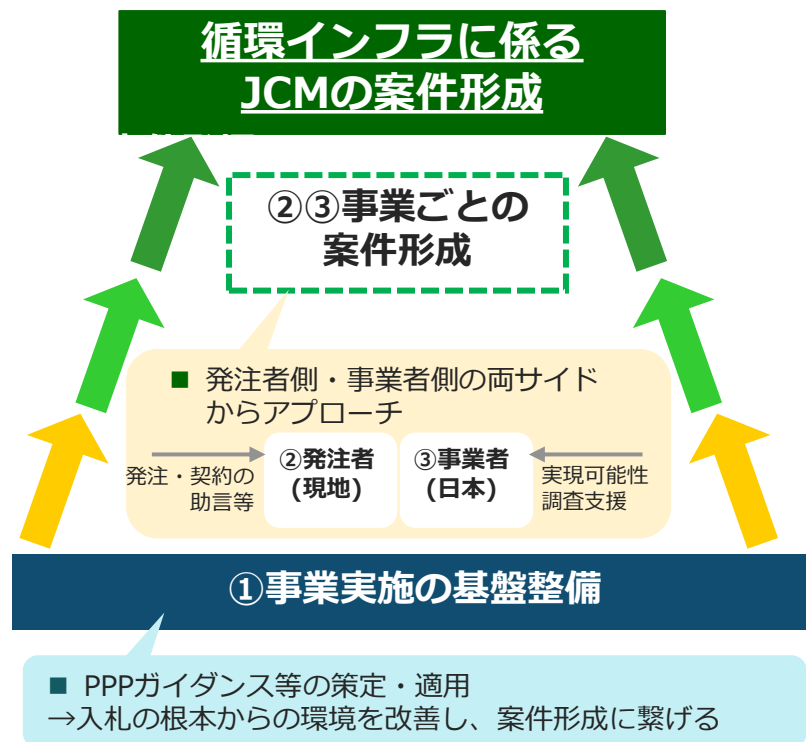 循環インフラに係る
JCMの案件形成
②③事業ごとの
案件形成
■ 発注者側・事業者側の両サイド
からアプローチ
発注・契約の
助言等
②発注者
(現地)
③事業者
(日本)
実現可能性
調査支援
①事業実施の基盤整備
■ PPPガイダンス等の策定・適用
→入札の根本からの環境を改善し、案件形成に繋げる